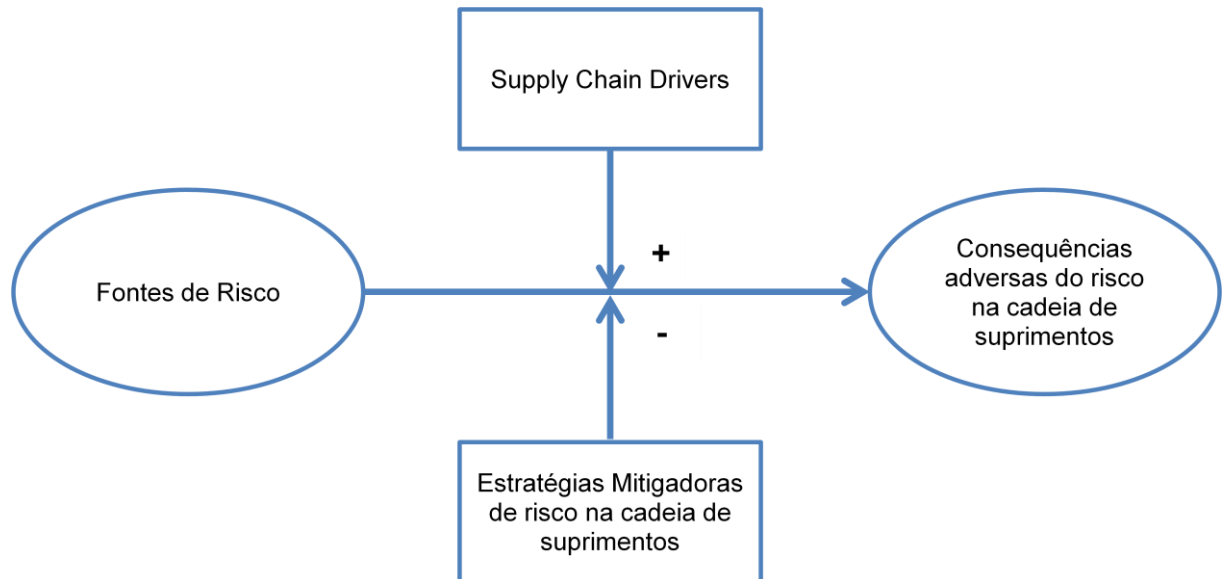 Supply Chain Drivers
+
Fontes de Risco
Consequências
adversas do risco
na cadeia de
suprimentos
-
Estratégias Mitigadoras
de risco na cadeia de
suprimentos